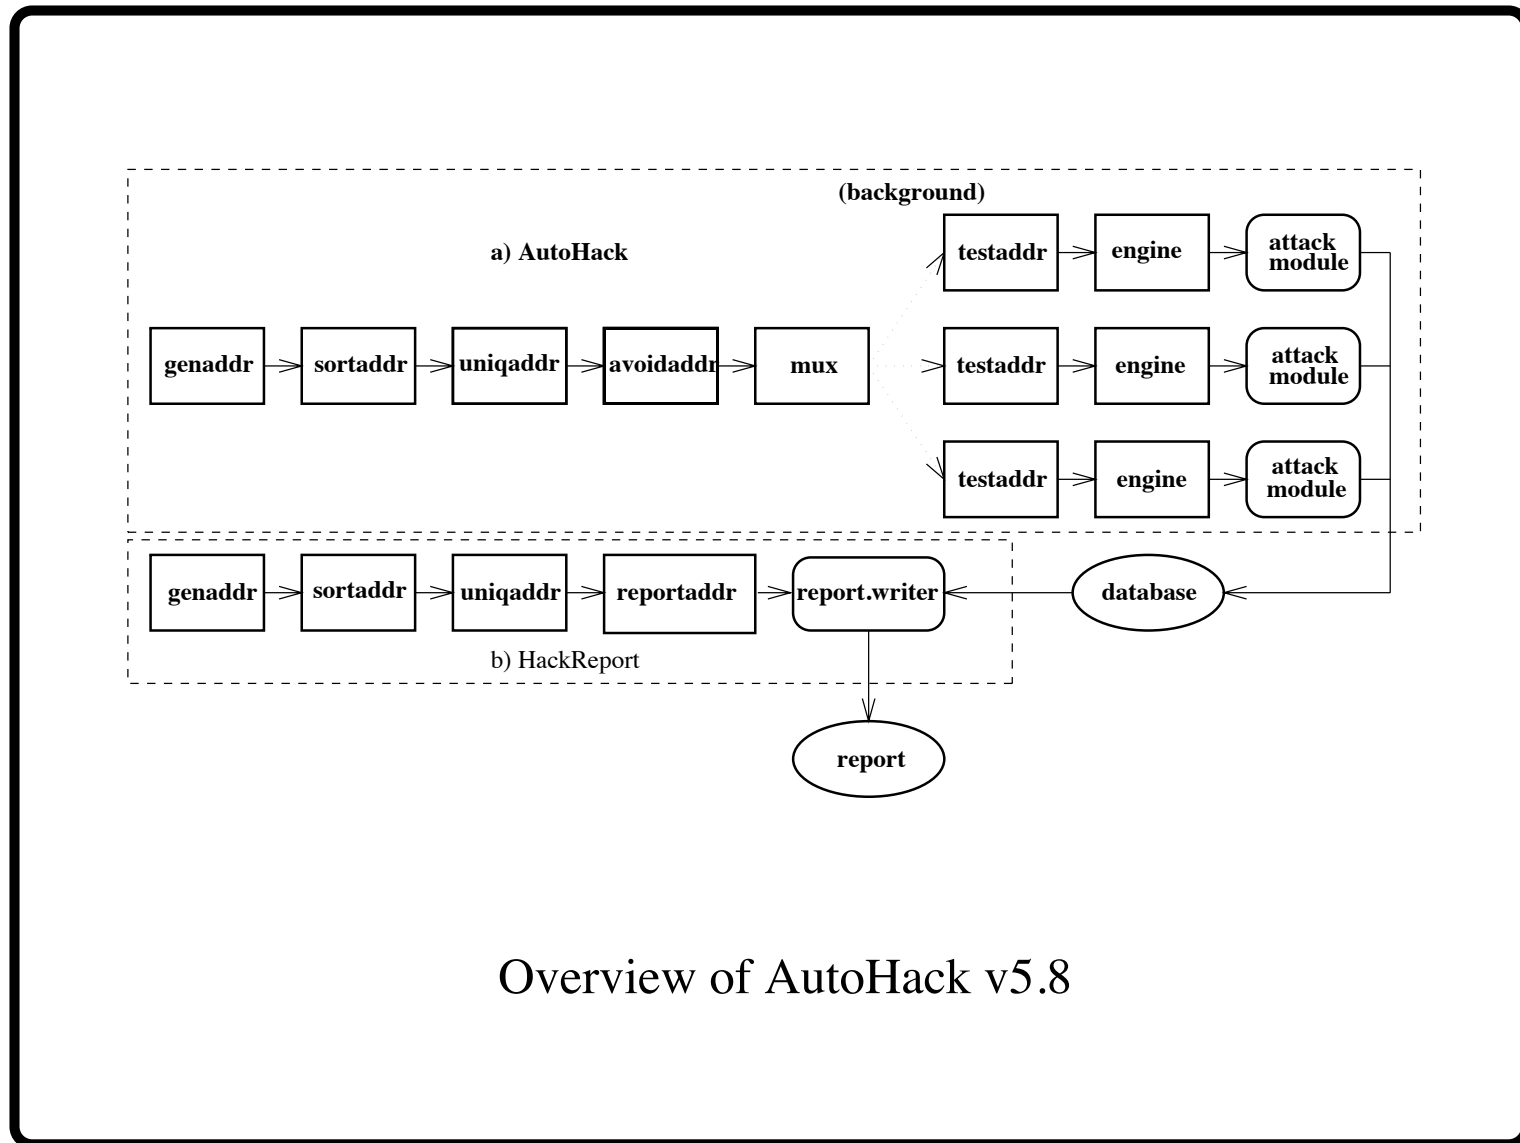 (background)
a) AutoHack
testaddr
engine
attack
module
genaddr
sortaddr
uniqaddr
avoidaddr
mux
testaddr
engine
attack
module
testaddr
engine
attack
module
genaddr
sortaddr
uniqaddr
reportaddr
report.writer
database
b) HackReport
report
Overview of AutoHack v5.8